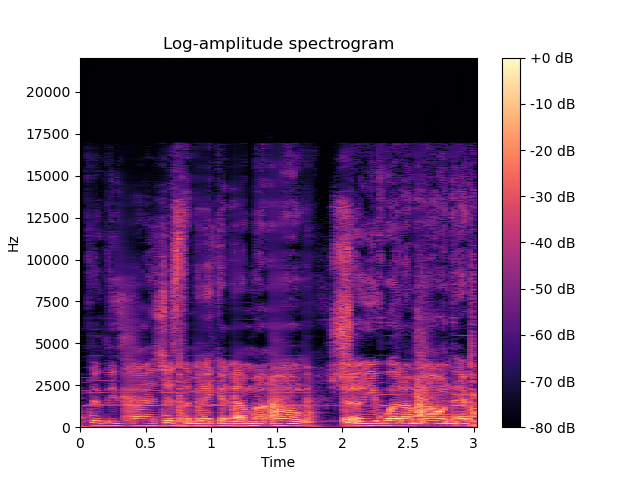 Log-amplitude spectrogram
Hz
20000
17500
15000
12500
10000
7500
5000
2500
0
0 0.5 1 1.5 2 2.5 3
Time
+0 dB
-10 dB
-20 dB
-30 dB
-40 dB
-50 dB
-60 dB
-70 dB
-80 dB